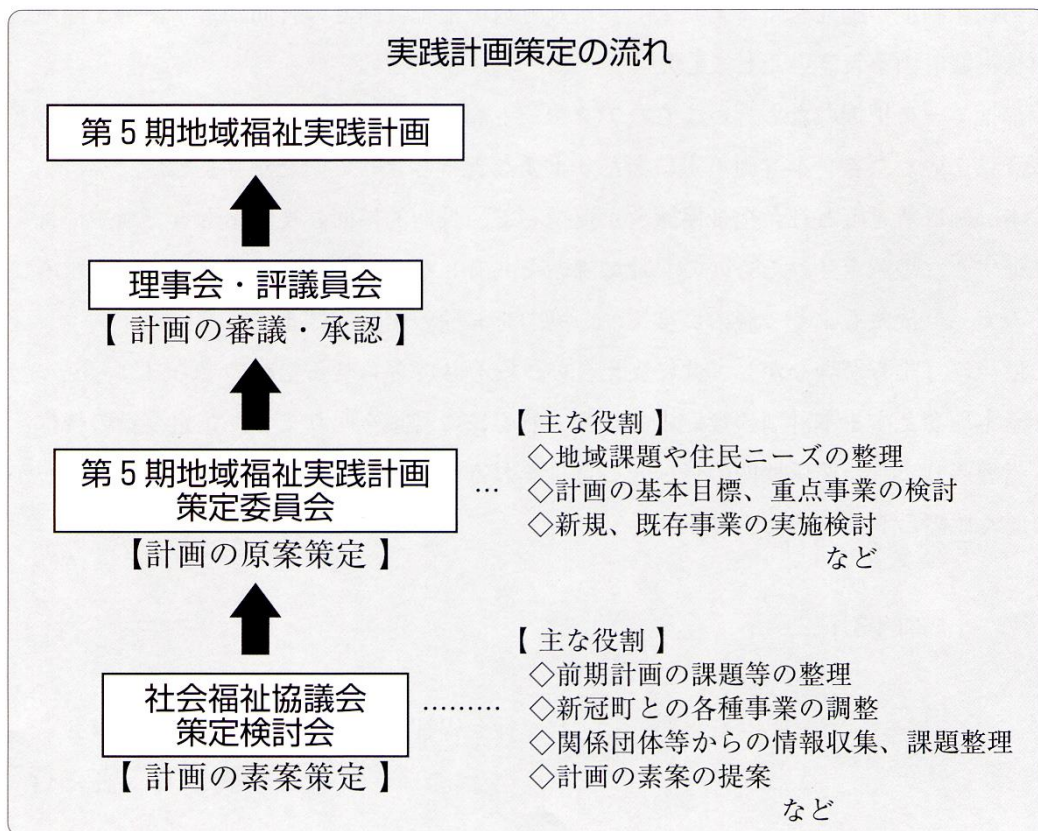 実践計画策定の流れ
第5期地域福祉実践計画
理事会・評議員会
【 計画の審議・承認 】
第5期地域福祉実践計画
策定委員会
【計画の原案策定 】
…
【 主な役割 】
◇地域課題や住民ニーズの整理
◇計画の基本目標、重点事業の検討
◇新規、既存事業の実施検討
など
社会福祉協議会
策定検討会
【 計画の素案策定 】
………
【 主な役割 】
◇前期計画の課題等の整理
◇新冠町との各種事業の調整
◇関係団体等からの情報収集、課題整理
◇計画の素案の提案
など